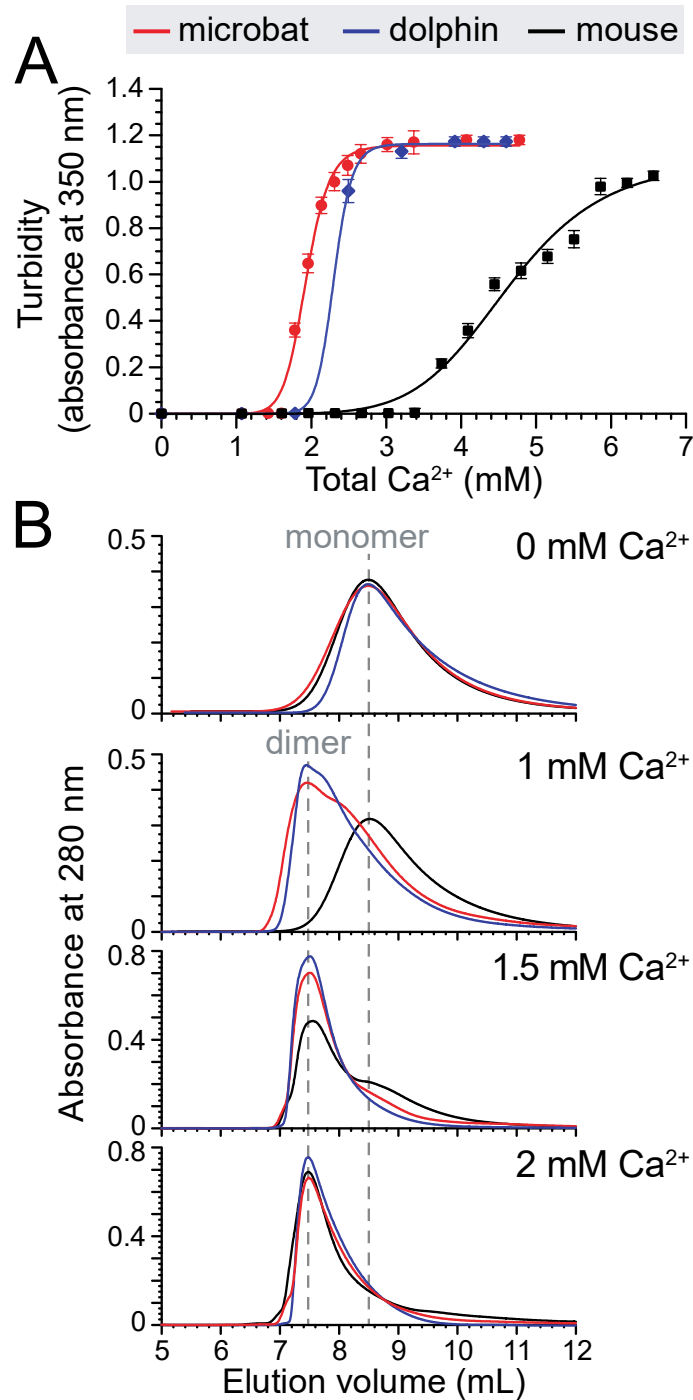 microbat dolphin mouse
A
1.4
1.2
1.0
0.8
0.6
0.4
0.2
0
Turbidity
(absorbance at 350 nm)
0 1 2 3 4 5 6 7
Total Ca²⁺ (mM)
B
monomer
0 mM Ca²⁺
0.5
0
dimer
1 mM Ca²⁺
0.5
0
1.5 mM Ca²⁺
0.8
0.4
0
2 mM Ca²⁺
0.8
0.4
0
Absorbance at 280 nm
5 6 7 8 9 10 11 12
Elution volume (mL)